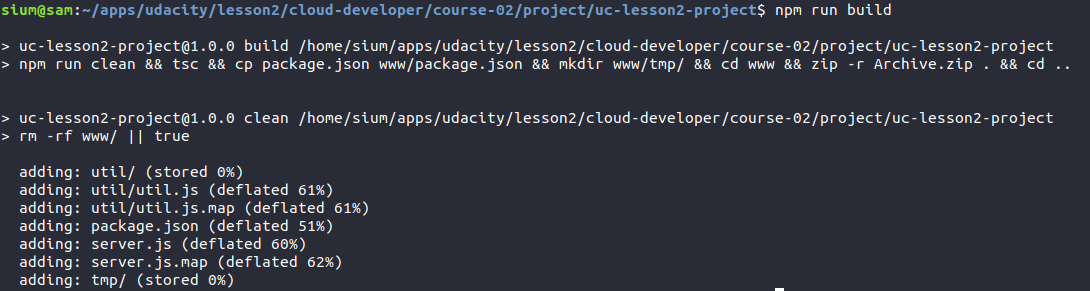 sium@sam:~/apps/udacity/lesson2/cloud-developer/course-02/project/uc-lesson2-project$ npm run build
> uc-lesson2-project@1.0.0 build /home/sium/apps/udacity/lesson2/cloud-developer/course-02/project/uc-lesson2-project
> npm run clean && tsc && cp package.json www/package.json && mkdir www/tmp/ && cd www && zip -r Archive.zip . && cd ..
> uc-lesson2-project@1.0.0 clean /home/sium/apps/udacity/lesson2/cloud-developer/course-02/project/uc-lesson2-project
> rm -rf www/ || true
adding: util/ (stored 0%)
adding: util/util.js (deflated 61%)
adding: util/util.js.map (deflated 61%)
adding: package.json (deflated 51%)
adding: server.js (deflated 60%)
adding: server.js.map (deflated 62%)
adding: tmp/ (stored 0%)